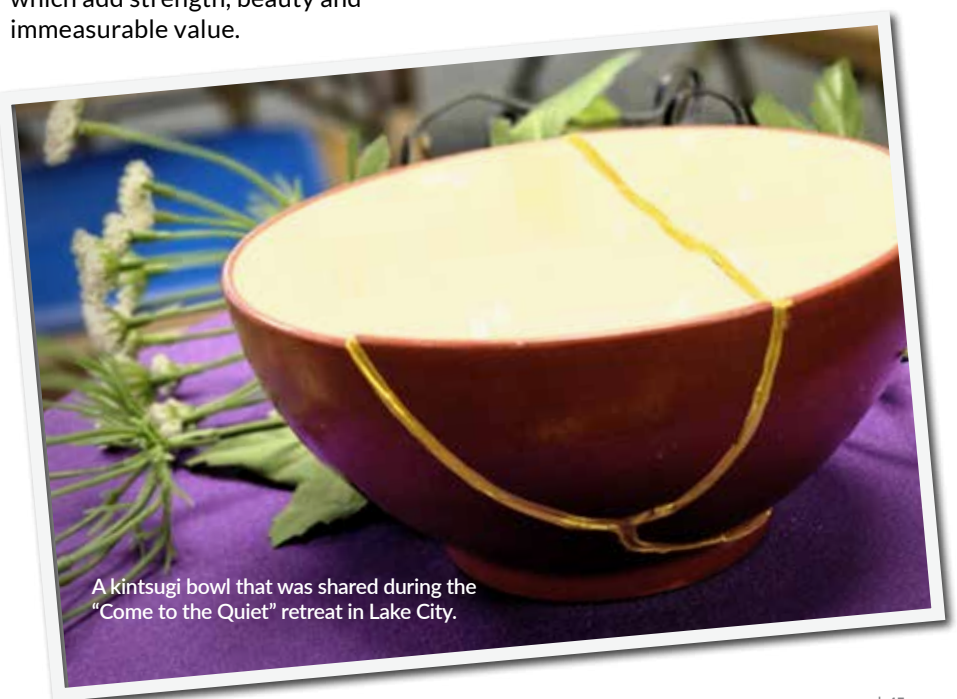 which add strength, beauty and
immeasurable value.
A kintsugi bowl that was shared during the
“Come to the Quiet” retreat in Lake City.